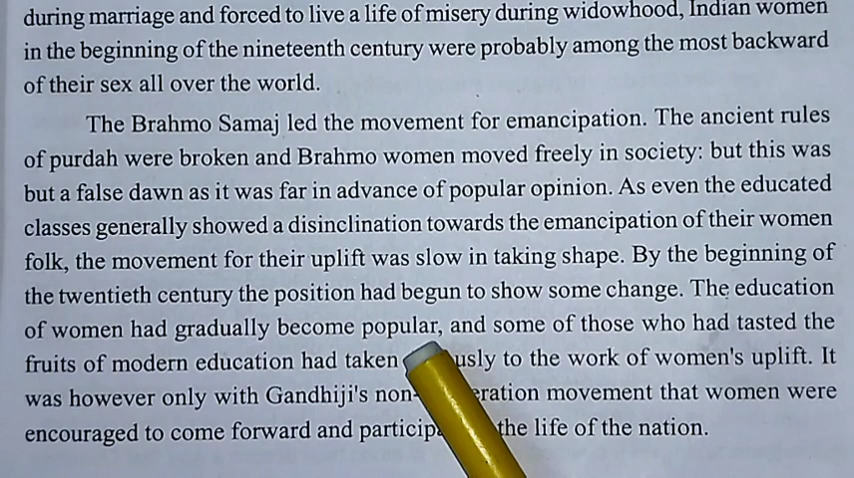 during marriage and forced to live a life of misery during widowhood, Indian women
in the beginning of the nineteenth century were probably among the most backward
of their sex all over the world.
The Brahmo Samaj led the movement for emancipation. The ancient rules
of purdah were broken and Brahmo women moved freely in society: but this was
but a false dawn as it was far in advance of popular opinion. As even the educated
classes generally showed a disinclination towards the emancipation of their women
folk, the movement for their uplift was slow in taking shape. By the beginning of
the twentieth century the position had begun to show some change. The education
of women had gradually become popular, and some of those who had tasted the
fruits of modern education had taken usly to the work of women's uplift. It
was however only with Gandhiji's non- eration movement that women were
encouraged to come forward and particip the life of the nation.